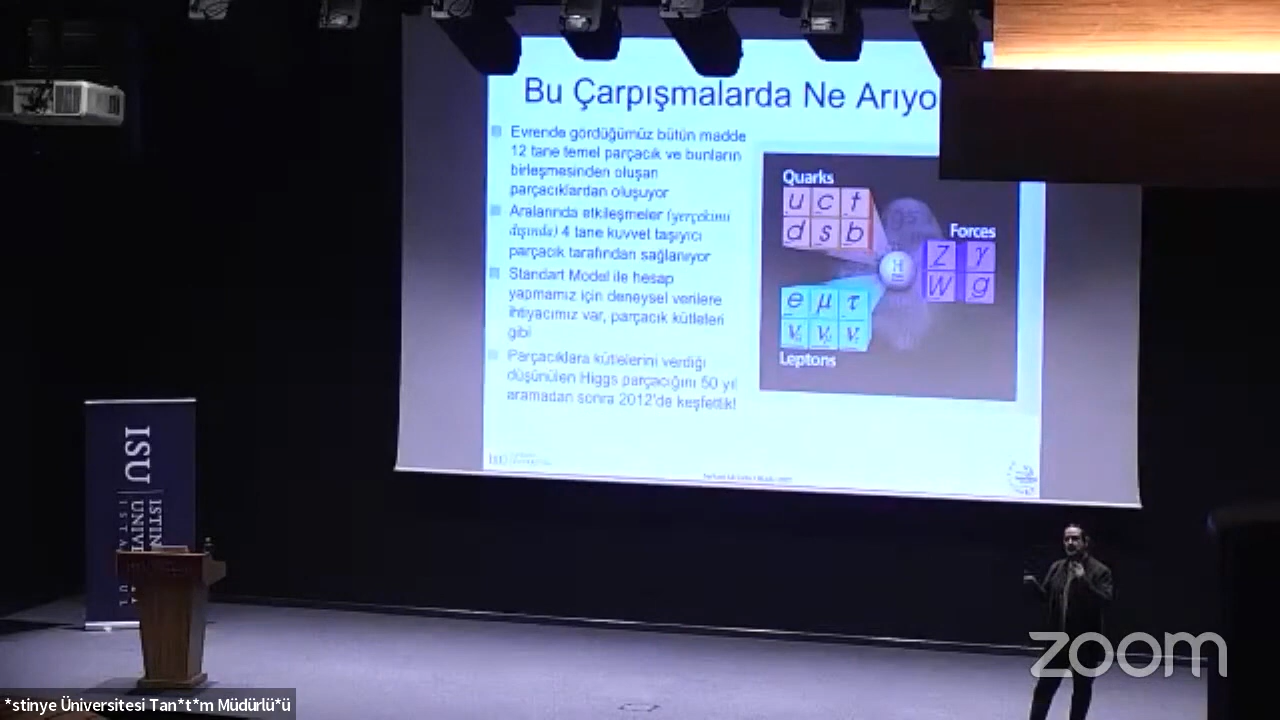 Bu Çarpışmalarda Ne Arıyo
Evrende gördüğümüz bütün madde
12 tane temel parçacık ve bunların
birleşmesinden oluşan
parçacıklardan oluşuyor
Aralarında etkileşmeler (yerçekimi
dışında) 4 tane kuvvet taşıyıcı
parçacık tarafından sağlanıyor
Standart Model ile hesap
yapmamız için deneysel verilere
ihtiyacımız var, parçacık kütleleri
gibi
Parçacıklara kütlelerini verdiği
düşünülen Higgs parçacığını 50 yıl
aramadan sonra 2012'de keşfettik!
Quarks
u c t
d s b
Forces
Z γ
W g
H
e μ τ
ν ν ν
Leptons
ISU
ISTIN
UNIVE
zoom
*stinye Üniversitesi Tan*t*m Müdürlü*ü